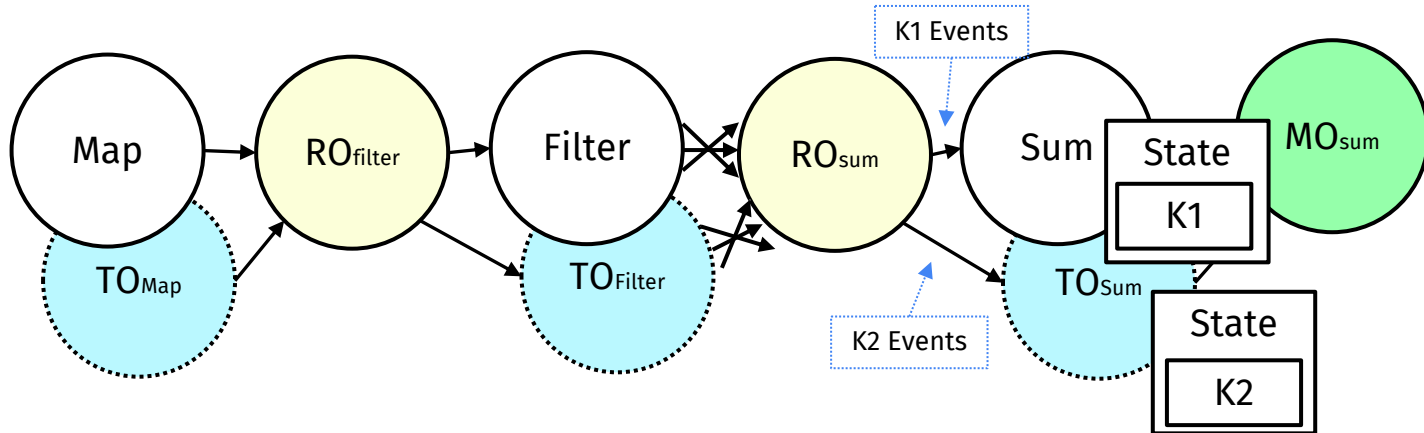 K1 Events
Map
ROfilter
Filter
ROsum
Sum
State
K1
MOsum
TOMap
TOFilter
TOSum
K2 Events
State
K2